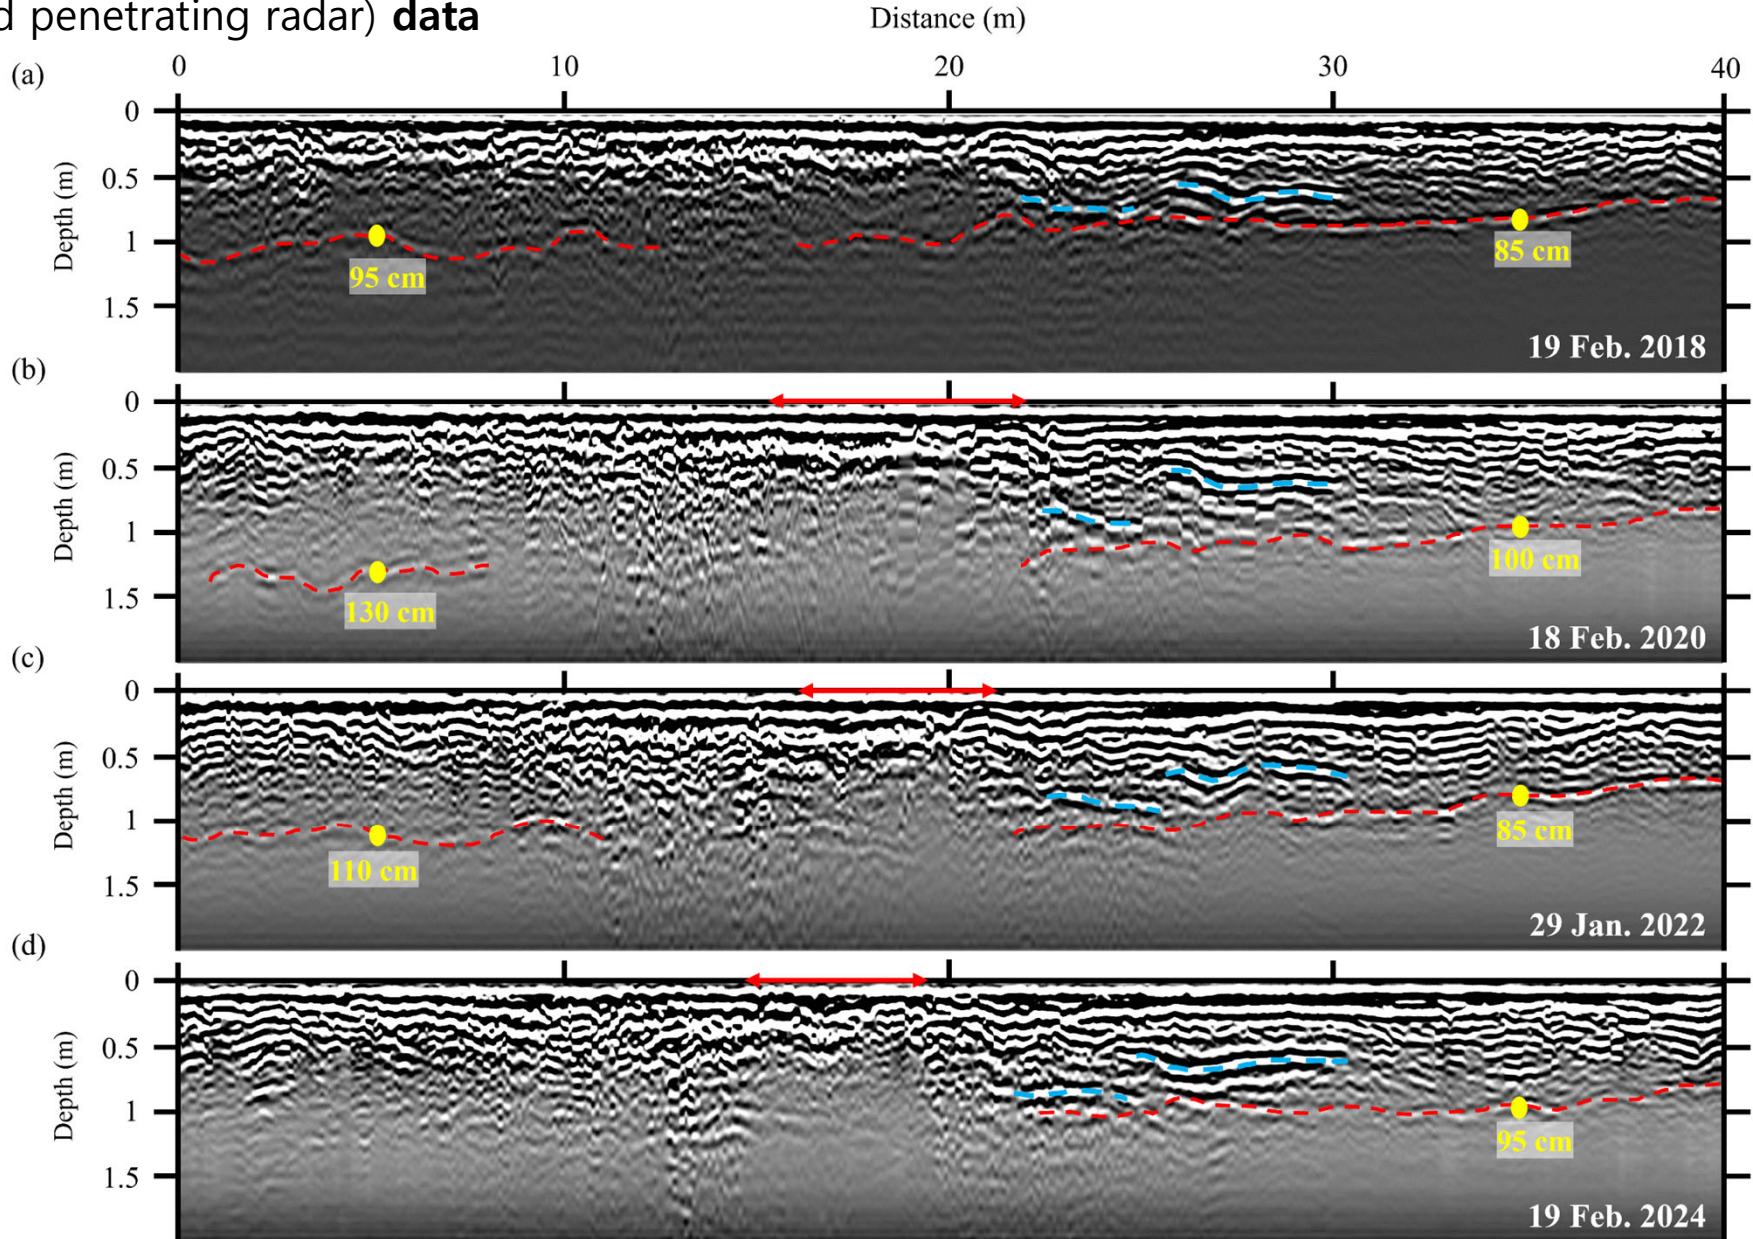 d penetrating radar) data
Distance (m)
(a)
0 10 20 30 40
0
0.5
1
1.5
Depth (m)
95 cm
85 cm
19 Feb. 2018
(b)
0
0.5
1
1.5
Depth (m)
130 cm
100 cm
18 Feb. 2020
(c)
0
0.5
1
1.5
Depth (m)
110 cm
85 cm
29 Jan. 2022
(d)
0
0.5
1
1.5
Depth (m)
95 cm
19 Feb. 2024